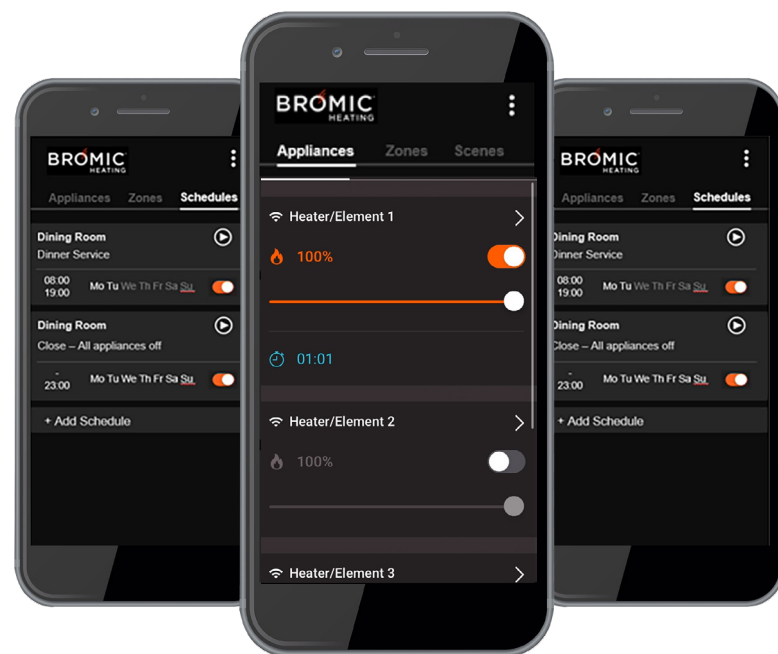 BROMIC
HEATING
Appliances Zones Schedules
Dining Room
Dinner Service
08:00
19:00
Mo Tu We Th Fr Sa Su
Dining Room
Close – All appliances off
-
23:00
Mo Tu We Th Fr Sa Su
+ Add Schedule
BROMIC
HEATING
Appliances Zones Scenes
Heater/Element 1
100%
01:01
Heater/Element 2
100%
Heater/Element 3
BROMIC
HEATING
Appliances Zones Schedules
Dining Room
Dinner Service
08:00
19:00
Mo Tu We Th Fr Sa Su
Dining Room
Close – All appliances off
-
23:00
Mo Tu We Th Fr Sa Su
+ Add Schedule